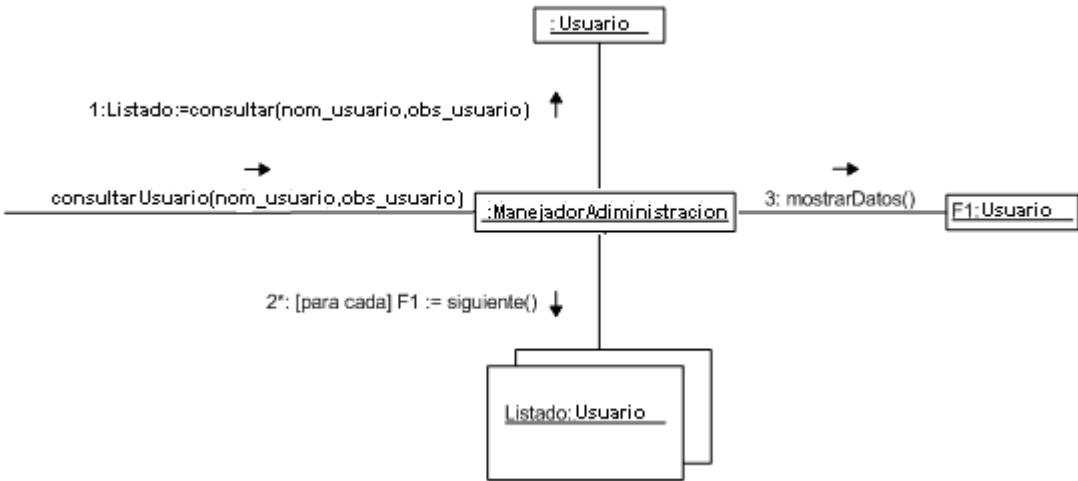 :Usuario
1:Listado:=consultar(nom_usuario,obs_usuario)
consultarUsuario(nom_usuario,obs_usuario)
:ManejadorAdiministracion
3: mostrarDatos()
F1:Usuario
2*: [para cada] F1 := siguiente()
Listado:Usuario